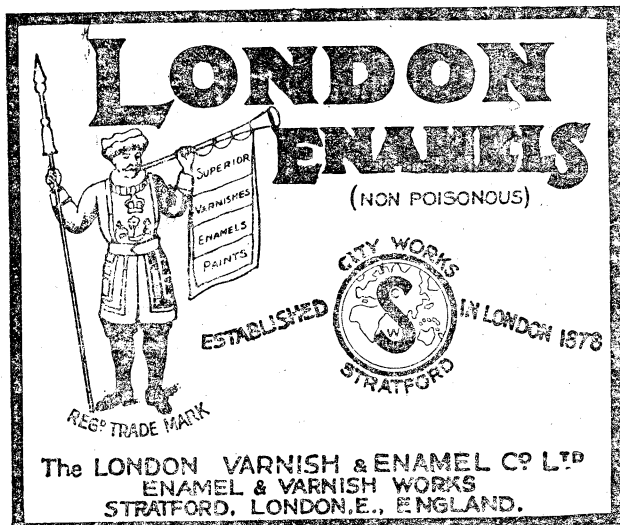 LONDON
ENAMELS
(NON POISONOUS)
SUPERIOR
VARNISHES
ENAMELS
PAINTS
CITY WORKS
ESTABLISHED
S
W
IN LONDON 1878
STRATFORD
REGD TRADE MARK
The LONDON VARNISH & ENAMEL CO LTD
ENAMEL & VARNISH WORKS
STRATFORD. LONDON,E., ENGLAND.